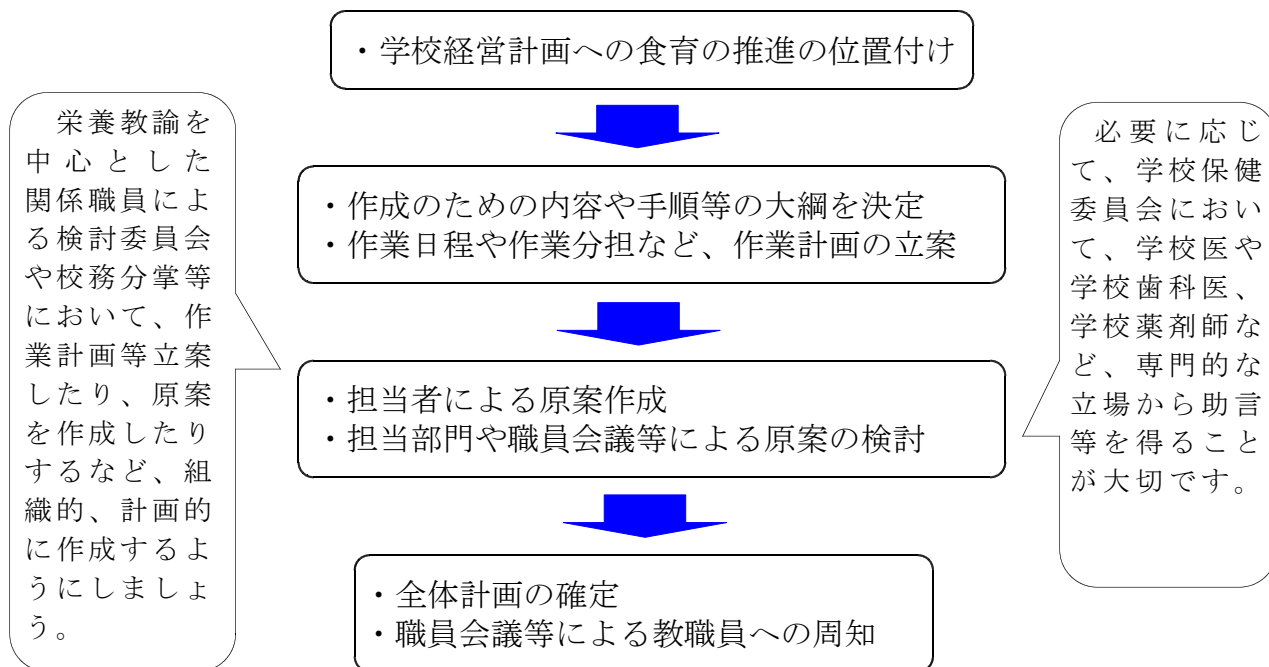 ・学校経営計画への食育の推進の位置付け
栄養教諭を
中心とした
関係職員によ
る検討委員会
や校務分掌等
において、作
業計画等立案
したり、原案
を作成したり
するなど、組
織的、計画的
に作成するよ
うにしましょ
う。
・作成のための内容や手順等の大綱を決定
・作業日程や作業分担など、作業計画の立案
・担当者による原案作成
・担当部門や職員会議等による原案の検討
・全体計画の確定
・職員会議等による教職員への周知
必要に応じ
て、学校保健
委員会におい
て、学校医や
学校歯科医、
学校薬剤師な
ど、専門的な
立場から助言
等を得ること
が大切です。